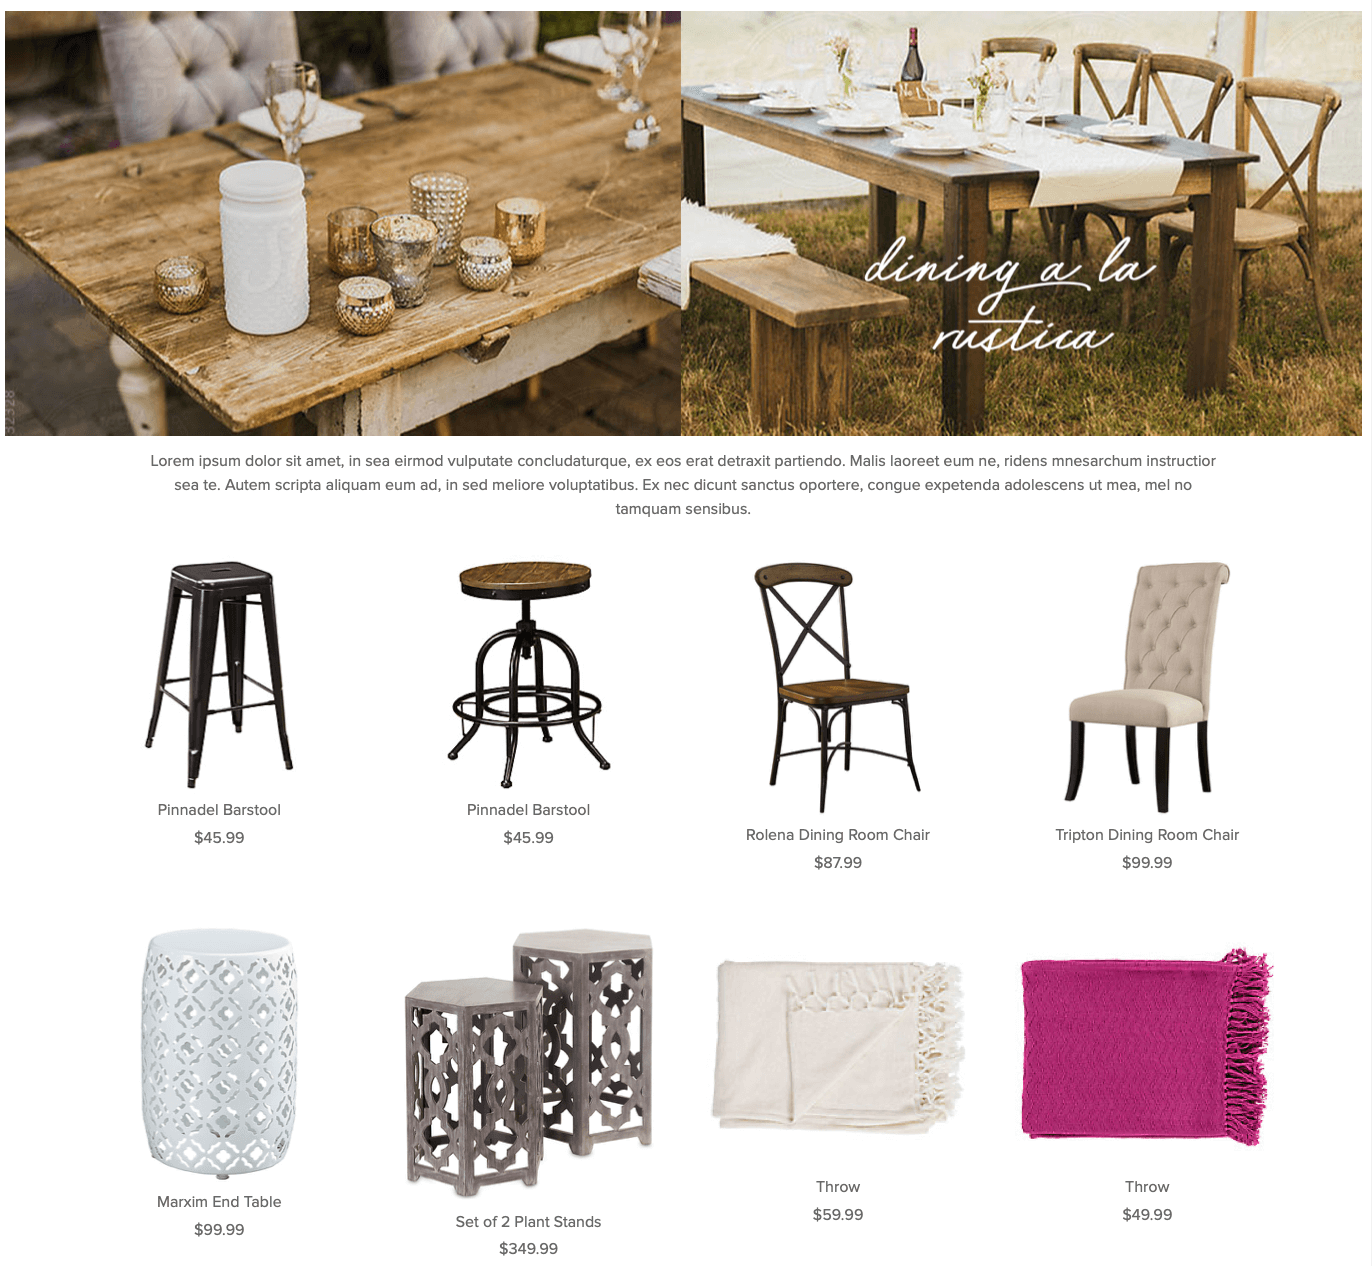 dining a la
rustica
Lorem ipsum dolor sit amet, in sea eirmod vulputate concludaturque, ex eos erat detraxit partiendo. Malis laoreet eum ne, ridens mnesarchum instructior
sea te. Autem scripta aliquam eum ad, in sed meliore voluptatibus. Ex nec dicunt sanctus oportere, congue expetenda adolescens ut mea, mel no
tamquam sensibus.
Pinnadel Barstool
$45.99
Pinnadel Barstool
$45.99
Rolena Dining Room Chair
$87.99
Tripton Dining Room Chair
$99.99
Marxim End Table
$99.99
Set of 2 Plant Stands
$349.99
Throw
$59.99
Throw
$49.99